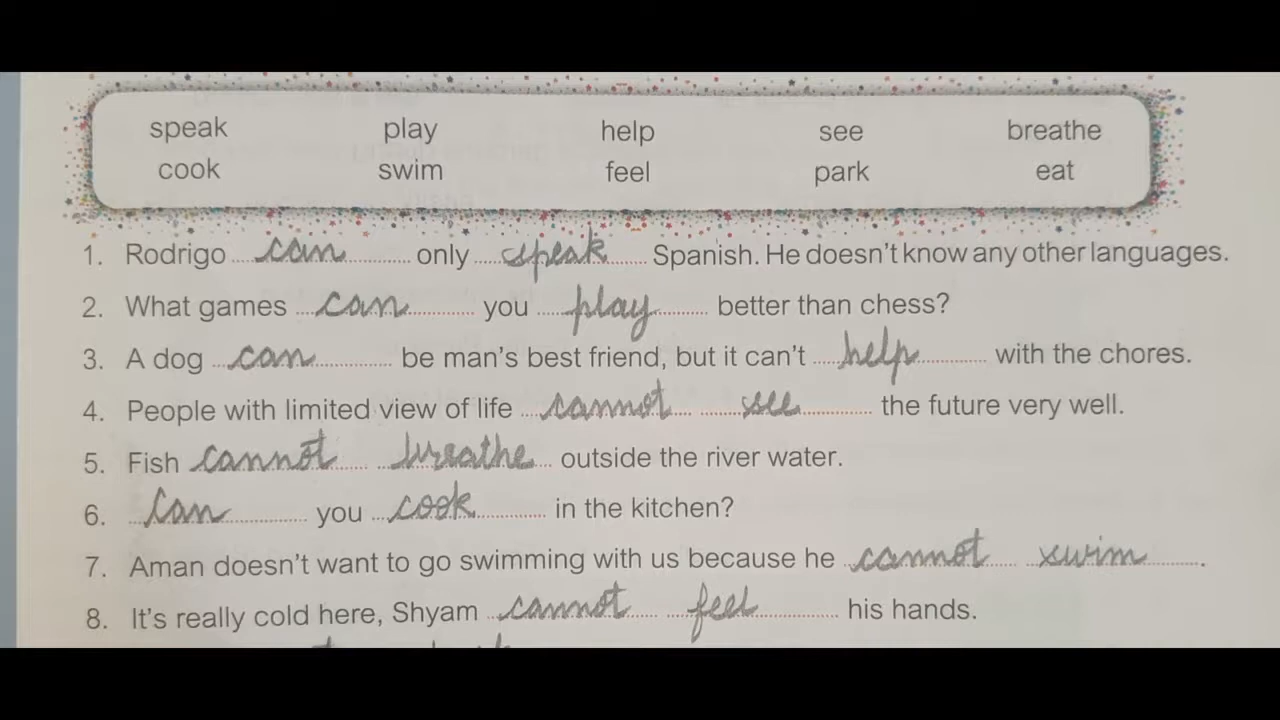 speak play help see breathe
cook swim feel park eat
1. Rodrigo can only speak Spanish. He doesn't know any other languages.
2. What games can you play better than chess?
3. A dog can be man's best friend, but it can't help with the chores.
4. People with limited view of life cannot see the future very well.
5. Fish cannot breathe outside the river water.
6. Can you cook in the kitchen?
7. Aman doesn't want to go swimming with us because he cannot swim.
8. It's really cold here, Shyam cannot feel his hands.